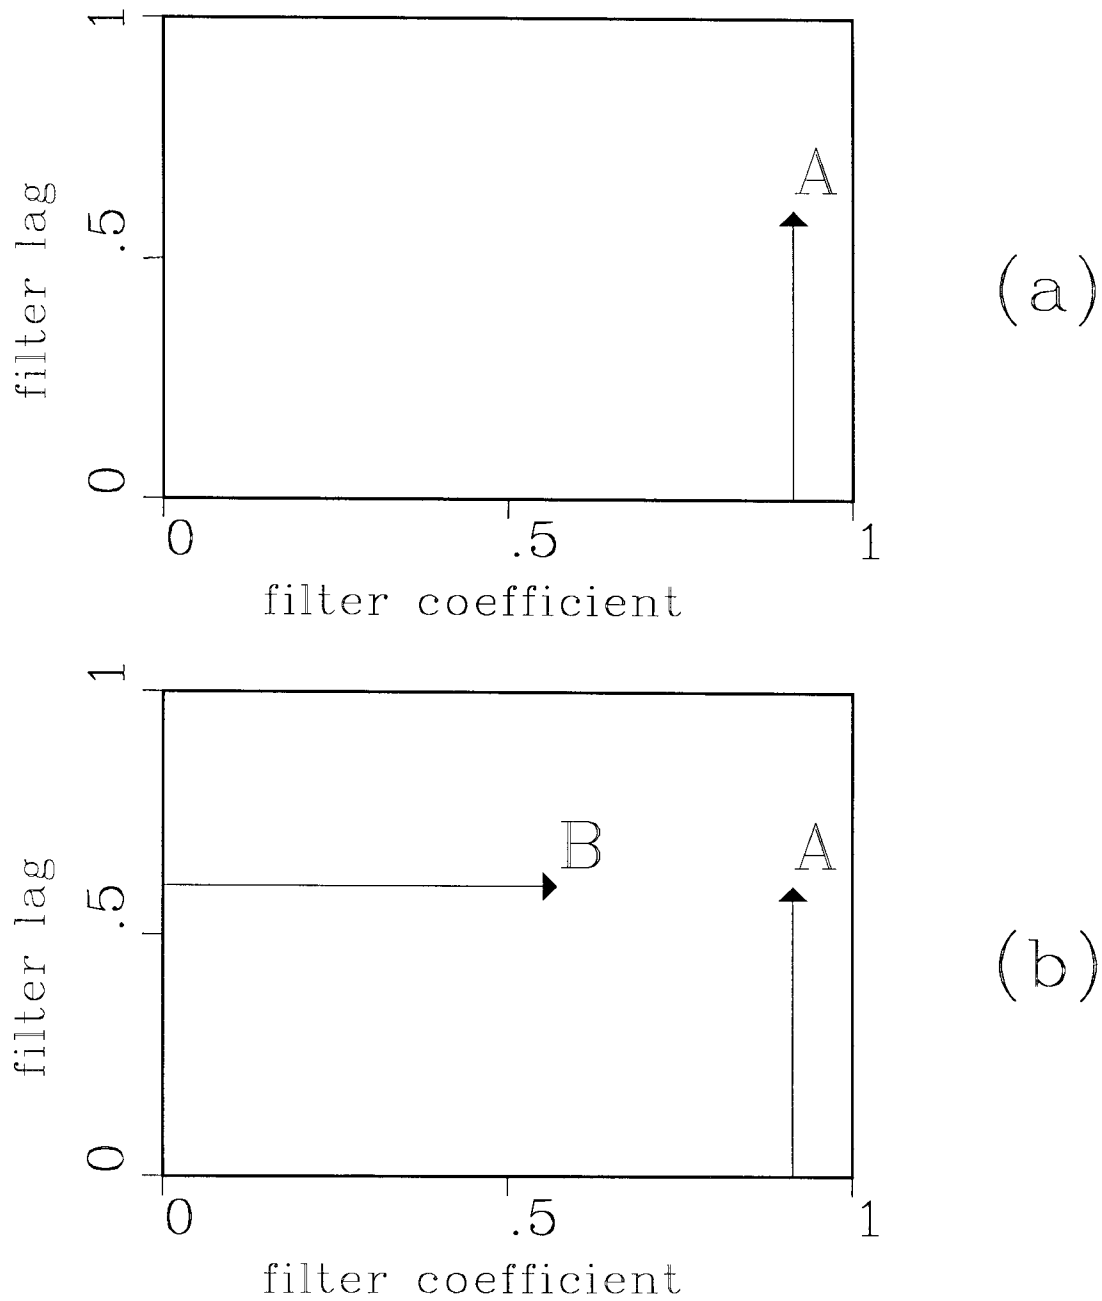 1
A
.5
filter lag
(a)
0
0 .5 1
filter coefficient
1
B A
.5
filter lag
(b)
0
0 .5 1
filter coefficient